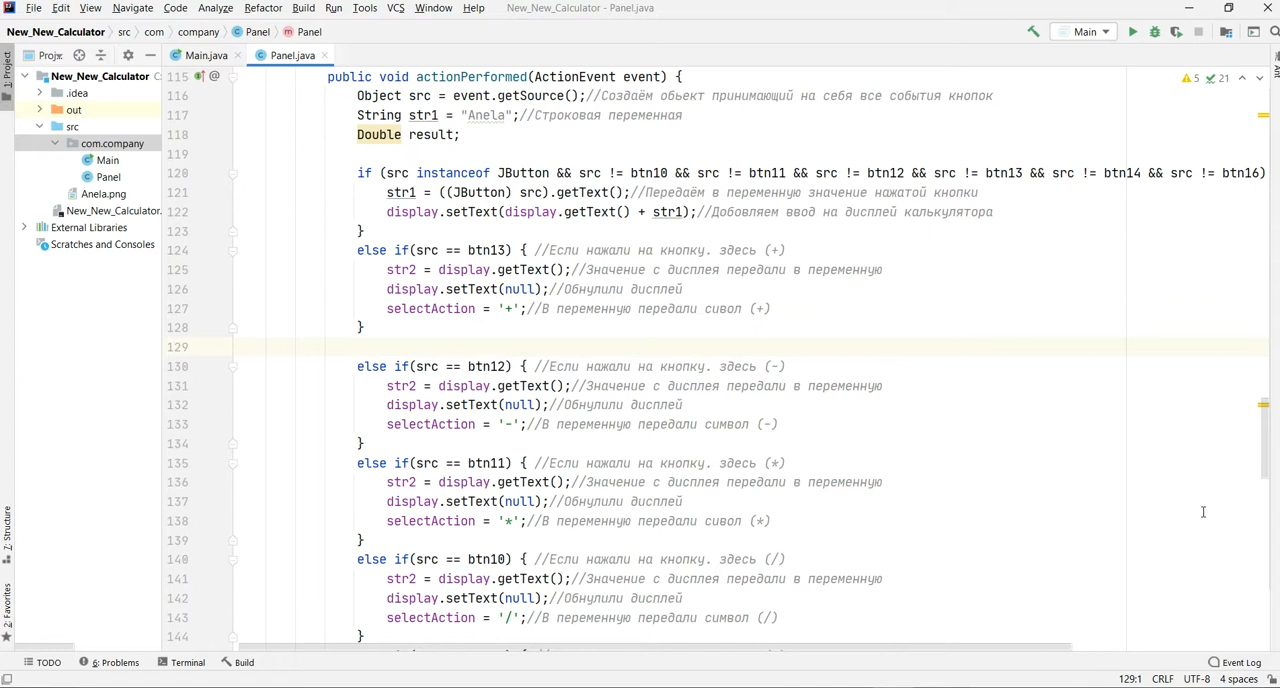 File Edit View Navigate Code Analyze Refactor Build Run Tools VCS Window Help New_New_Calculator - Panel.java
New_New_Calculator src com company Panel Panel Main
Proj Main.java Panel.java
1: Project
New_New_Calculator
.idea
out
src
com.company
Main
Panel
Anela.png
New_New_Calculator.
External Libraries
Scratches and Consoles
5 21
115 public void actionPerformed(ActionEvent event) {
116 Object src = event.getSource();//Создаём обьект принимающий на себя все события кнопок
117 String str1 = "Anela";//Строковая переменная
118 Double result;
119
120 if (src instanceof JButton && src != btn10 && src != btn11 && src != btn12 && src != btn13 && src != btn14 && src != btn16)
121 str1 = ((JButton) src).getText();//Передаём в переменную значение нажатой кнопки
122 display.setText(display.getText() + str1);//Добовляем ввод на дисплей калькулятора
123 }
124 else if(src == btn13) { //Если нажали на кнопку. здесь (+)
125 str2 = display.getText();//Значение с дисплея передали в переменную
126 display.setText(null);//Обнулили дисплей
127 selectAction = '+';//В переменную передали сивол (+)
128 }
129
130 else if(src == btn12) { //Если нажали на кнопку. здесь (-)
131 str2 = display.getText();//Значение с дисплея передали в переменную
132 display.setText(null);//Обнулили дисплей
133 selectAction = '-';//В переменную передали символ (-)
134 }
135 else if(src == btn11) { //Если нажали на кнопку. здесь (*)
136 str2 = display.getText();//Значение с дисплея передали в переменную
137 display.setText(null);//Обнулили дисплей
138 selectAction = '*';//В переменную передали сивол (*)
139 }
140 else if(src == btn10) { //Если нажали на кнопку. здесь (/)
141 str2 = display.getText();//Значение с дисплея передали в переменную
142 display.setText(null);//Обнулили дисплей
143 selectAction = '/';//В переменную передали символ (/)
144 }
7: Structure
2: Favorites
TODO 6: Problems Terminal Build Event Log
129:1 CRLF UTF-8 4 spaces